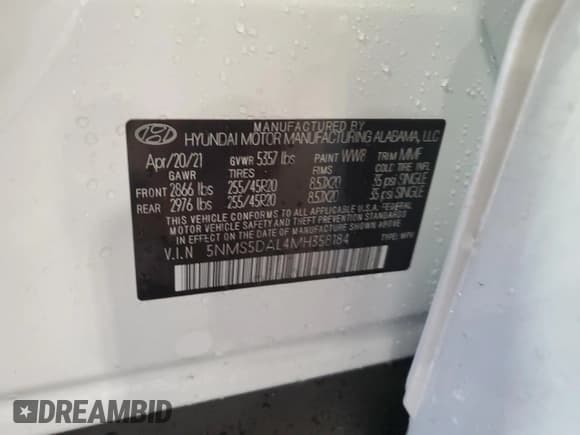 MANUFACTURED BY
HYUNDAI MOTOR MANUFACTURING ALABAMA, LLC
Apr/20/21 GVWR 5357 lbs PAINT WW8 TRIM MMF
GAWR TIRES RIMS COLD TIRE INFL.
FRONT 2866 lbs 255/45R20 8.5JX20 35 psi SINGLE
REAR 2976 lbs 255/45R20 8.5JX20 35 psi SINGLE
THIS VEHICLE CONFORMS TO ALL APPLICABLE U.S.A. FEDERAL
MOTOR VEHICLE SAFETY AND THEFT PREVENTION STANDARDS
IN EFFECT ON THE DATE OF MANUFACTURE SHOWN ABOVE.
V.I.N 5NMS5DAL4MH358184 TYPE: MPV
DREAMBID